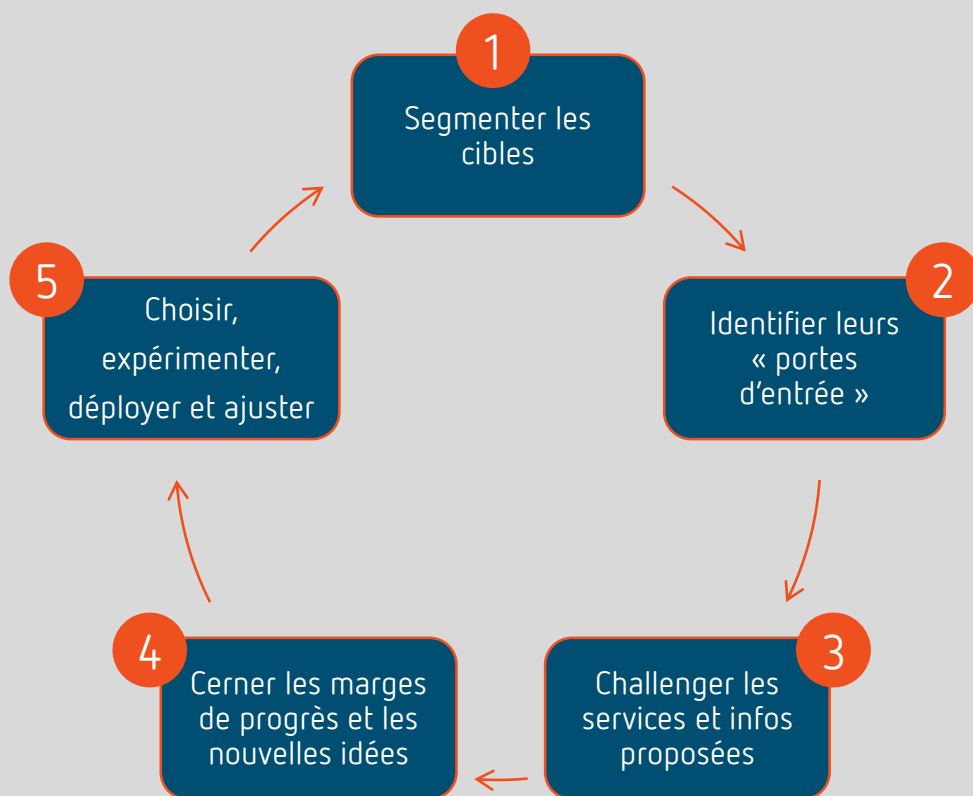 1
Segmenter les
cibles
2
Identifier leurs
« portes
d'entrée »
3
Challenger les
services et infos
proposées
4
Cerner les marges
de progrès et les
nouvelles idées
5
Choisir,
expérimenter,
déployer et ajuster